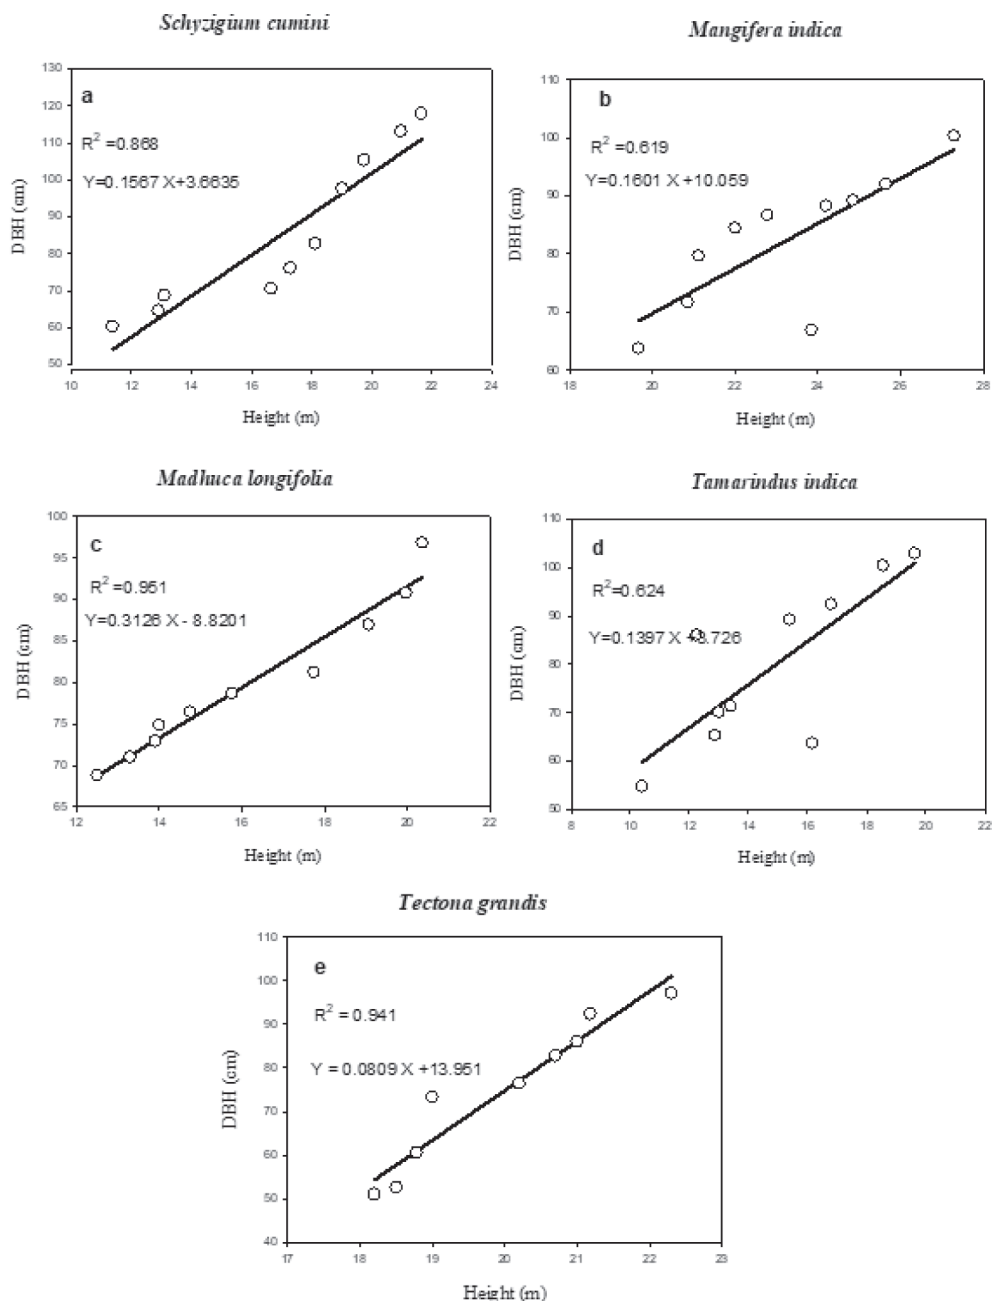 Schyzigium cumini
Mangifera indica
a
R² =0.868
Y=0.1567 X+3.6635
130
120
110
100
90
80
70
60
50
10 12 14 16 18 20 22 24
DBH (cm)
Height (m)
b
R² =0.619
Y=0.1601 X +10.059
110
100
90
80
70
60
18 20 22 24 26 28
DBH (cm)
Height (m)
Madhuca longifolia
Tamarindus indica
c
R² =0.951
Y=0.3126 X - 8.8201
100
95
90
85
80
75
70
65
12 14 16 18 20 22
DBH (cm)
Height (m)
d
R²=0.624
Y=0.1397 X
110
100
90
80
70
60
50
8 10 12 14 16 18 20 22
DBH (cm)
Height (m)
Tectona grandis
e
R² = 0.941
Y = 0.0809 X +13.951
110
100
90
80
70
60
50
40
17 18 19 20 21 22 23
DBH (cm)
Height (m)